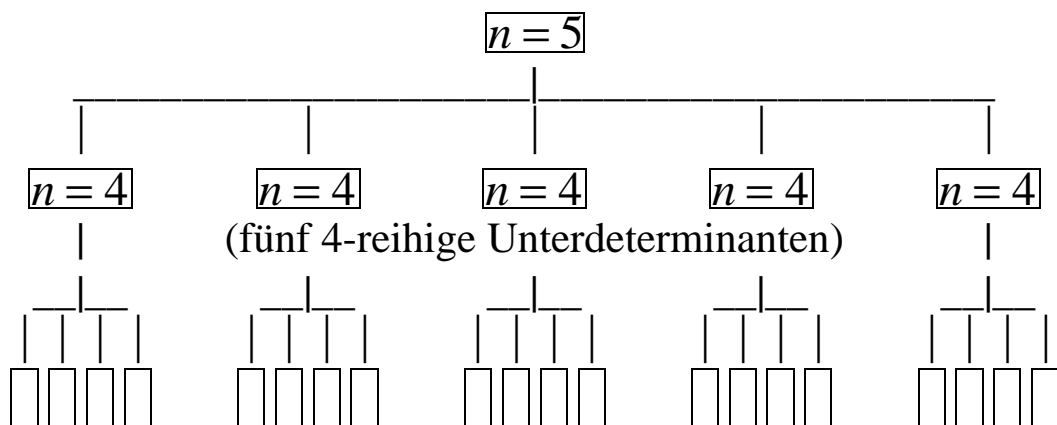 n = 5
n = 4 n = 4 n = 4 n = 4 n = 4
(fünf 4-reihige Unterdeterminanten)